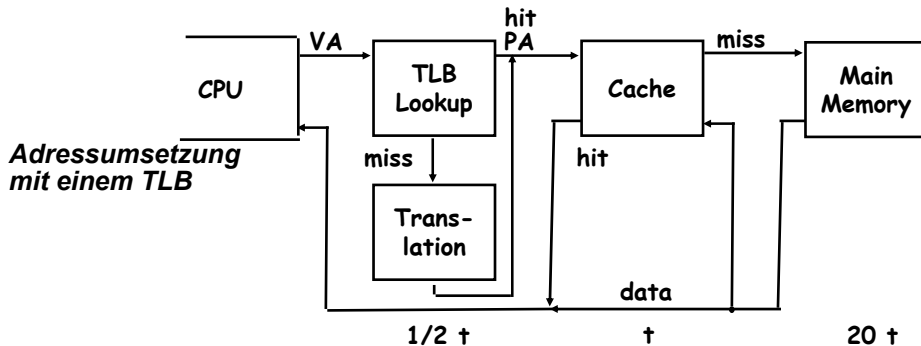 hit
VA
PA
miss
CPU
TLB
Lookup
Cache
Main
Memory
Adressumsetzung
mit einem TLB
miss
hit
Trans-
lation
data
1/2 t
t
20 t